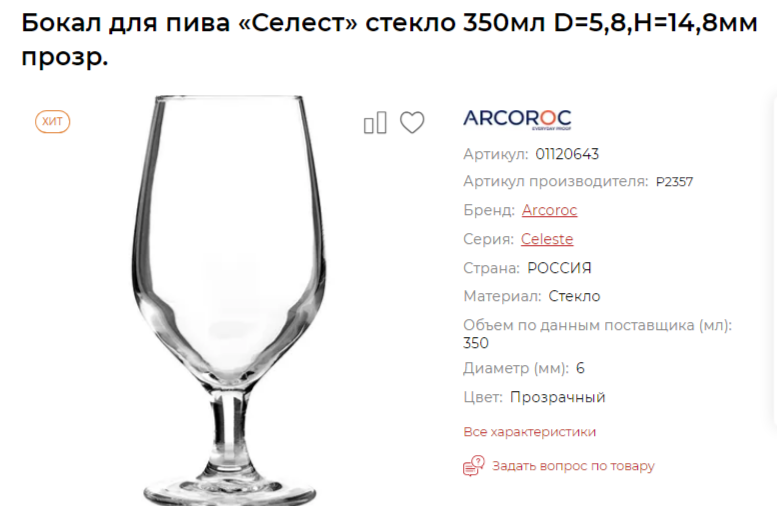 Бокал для пива «Селест» стекло 350мл D=5,8,H=14,8мм
прозр.
ХИТ
ARCOROC
EVERYDAY PROOF
Артикул: 01120643
Артикул производителя: P2357
Бренд: Arcoroc
Серия: Celeste
Страна: РОССИЯ
Материал: Стекло
Объем по данным поставщика (мл):
350
Диаметр (мм): 6
Цвет: Прозрачный
Все характеристики
Задать вопрос по товару